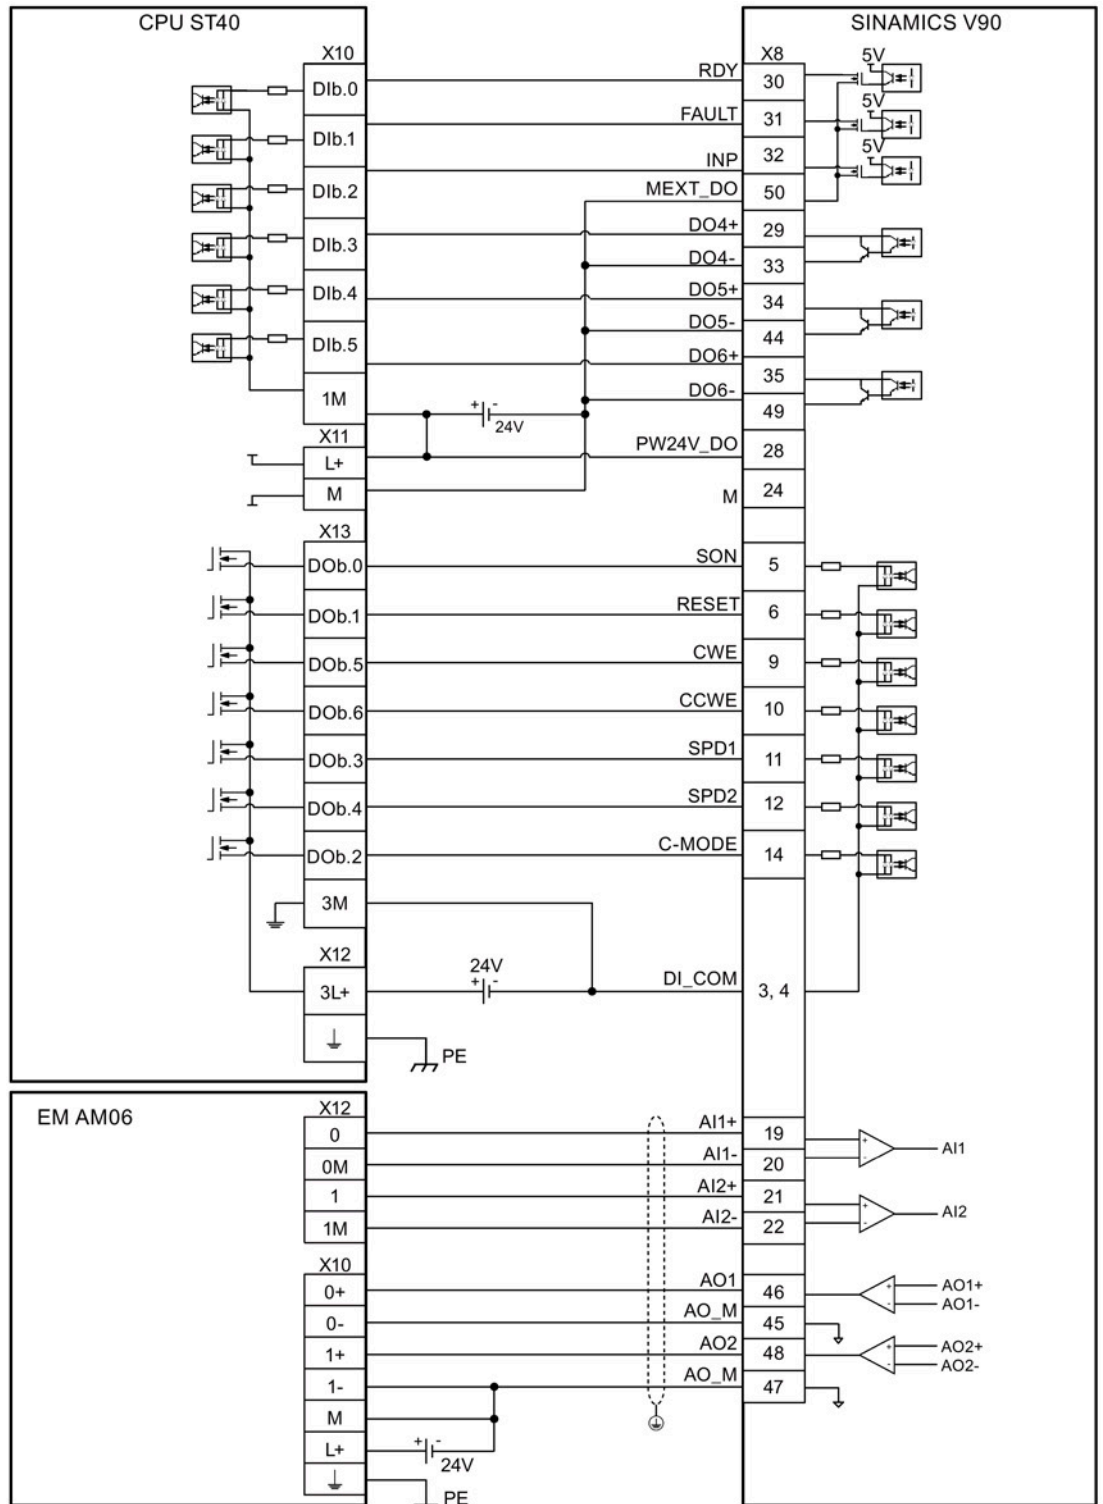 CPU ST40
SINAMICS V90
X10
X8
DIb.0
RDY
30
5V
DIb.1
FAULT
31
5V
DIb.2
INP
32
5V
MEXT_DO
50
DIb.3
DO4+
29
DO4-
33
DIb.4
DO5+
34
DO5-
44
DIb.5
DO6+
35
1M
DO6-
49
+ -
24V
X11
L+
PW24V_DO
28
M
M
24
X13
DOb.0
SON
5
DOb.1
RESET
6
DOb.5
CWE
9
DOb.6
CCWE
10
DOb.3
SPD1
11
DOb.4
SPD2
12
DOb.2
C-MODE
14
3M
X12
24V
+ -
3L+
DI_COM
3, 4
PE
EM AM06
X12
0
AI1+
19
+
-
AI1
0M
AI1-
20
1
AI2+
21
+
-
AI2
1M
AI2-
22
X10
0+
AO1
46
+
-
AO1+
AO1-
0-
AO_M
45
1+
AO2
48
+
-
AO2+
AO2-
1-
AO_M
47
M
L+
+ -
24V
PE